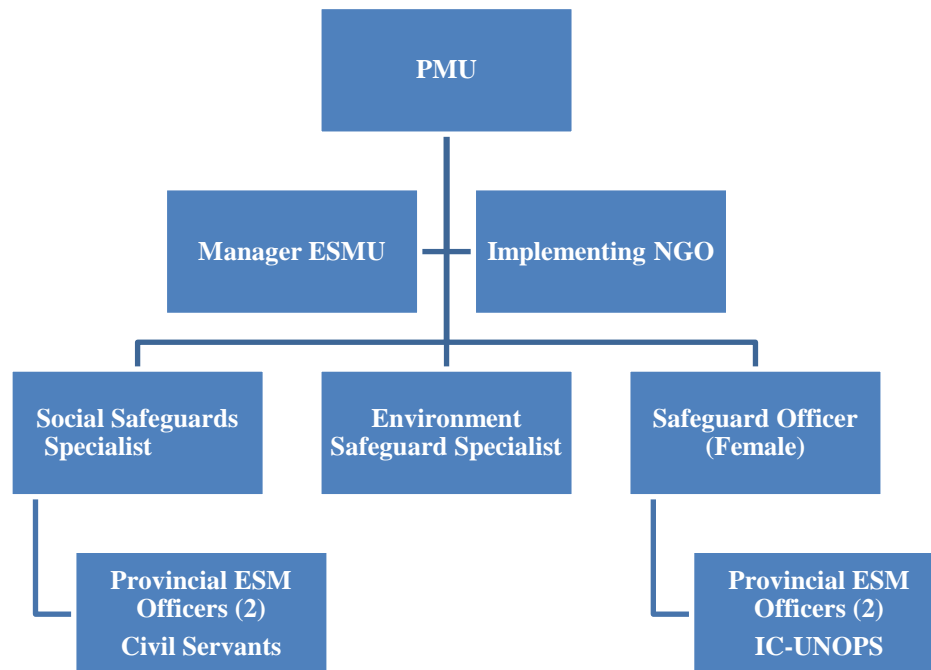 PMU
Manager ESMU
Implementing NGO
Social Safeguards
Specialist
Environment
Safeguard Specialist
Safeguard Officer
(Female)
Provincial ESM
Officers (2)
Civil Servants
Provincial ESM
Officers (2)
IC-UNOPS